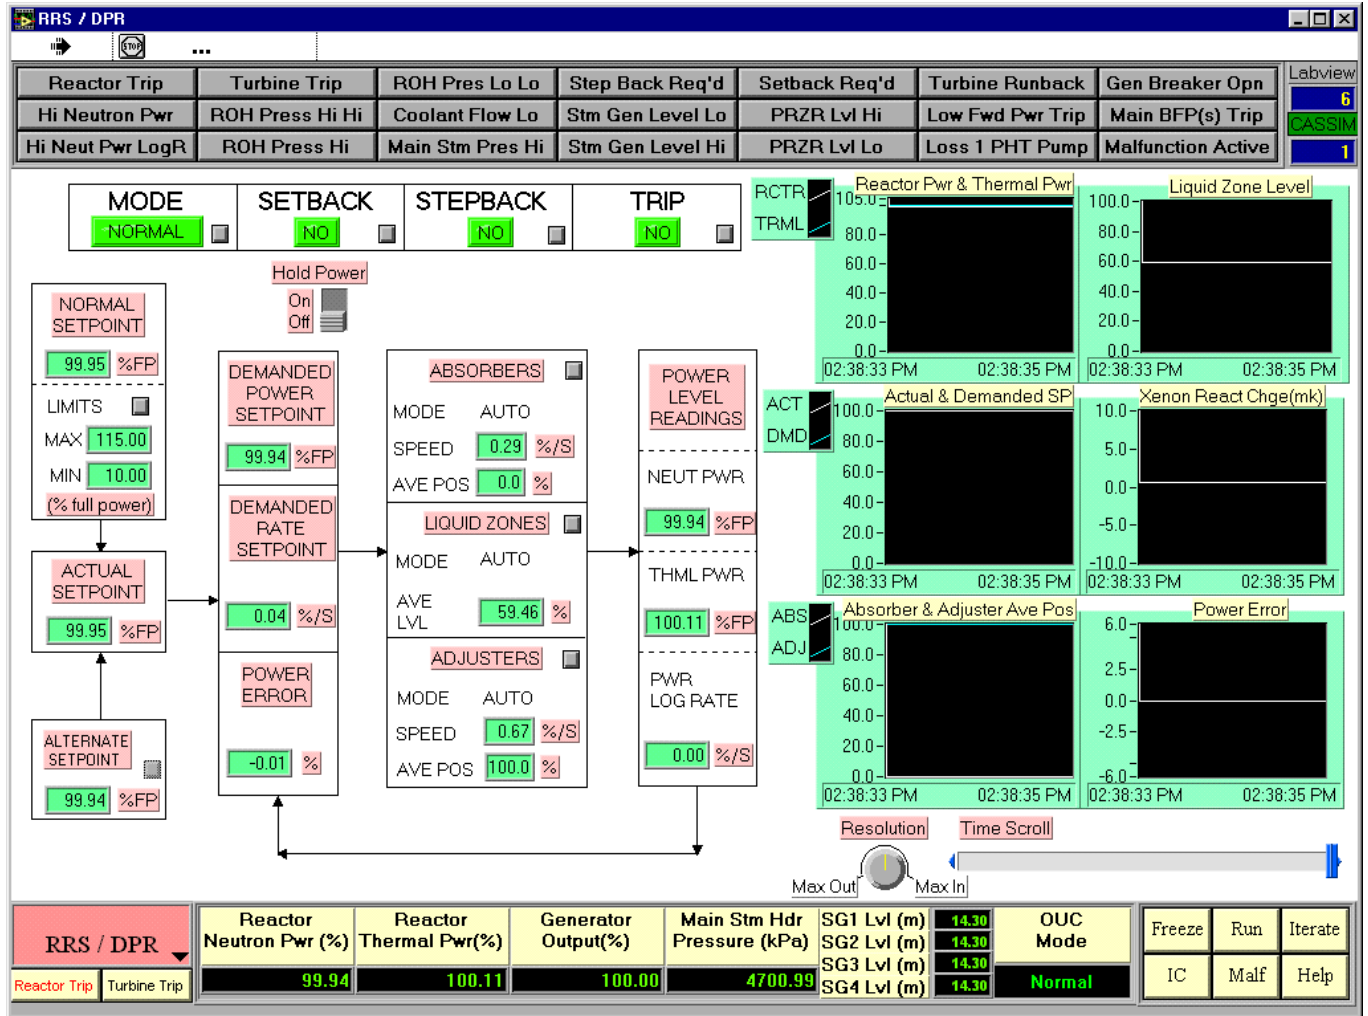 RRS / DPR
STOP ...
Reactor Trip Turbine Trip ROH Pres Lo Lo Step Back Req'd Setback Req'd Turbine Runback Gen Breaker Opn
Hi Neutron Pwr ROH Press Hi Hi Coolant Flow Lo Stm Gen Level Lo PRZR Lvl Hi Low Fwd Pwr Trip Main BFP(s) Trip
Hi Neut Pwr LogR ROH Press Hi Main Stm Pres Hi Stm Gen Level Hi PRZR Lvl Lo Loss 1 PHT Pump Malfunction Active
Labview
6
CASSIM
1
MODE SETBACK STEPBACK TRIP
NORMAL NO NO NO
Hold Power
On
Off
NORMAL
SETPOINT
99.95 %FP
LIMITS
MAX 115.00
MIN 10.00
(% full power)
ACTUAL
SETPOINT
99.95 %FP
ALTERNATE
SETPOINT
99.94 %FP
DEMANDED
POWER
SETPOINT
99.94 %FP
DEMANDED
RATE
SETPOINT
0.04 %/S
POWER
ERROR
-0.01 %
ABSORBERS
MODE AUTO
SPEED 0.29 %/S
AVE POS 0.0 %
LIQUID ZONES
MODE AUTO
AVE
LVL 59.46 %
ADJUSTERS
MODE AUTO
SPEED 0.67 %/S
AVE POS 100.0 %
POWER
LEVEL
READINGS
NEUT PWR
99.94 %FP
THML PWR
100.11 %FP
PWR
LOG RATE
0.00 %/S
RCTR
TRML
Reactor Pwr & Thermal Pwr
105.0
80.0
60.0
40.0
20.0
0.0
02:38:33 PM 02:38:35 PM
Liquid Zone Level
100.0
80.0
60.0
40.0
20.0
0.0
02:38:33 PM 02:38:35 PM
ACT
DMD
Actual & Demanded SP
100.0
80.0
60.0
40.0
20.0
0.0
02:38:33 PM 02:38:35 PM
Xenon React Chge(mk)
10.0
5.0
0.0
-5.0
-10.0
02:38:33 PM 02:38:35 PM
ABS
ADJ
Absorber & Adjuster Ave Pos
100.0
80.0
60.0
40.0
20.0
0.0
02:38:33 PM 02:38:35 PM
Power Error
6.0
2.5
0.0
-2.5
-6.0
02:38:33 PM 02:38:35 PM
Resolution Time Scroll
Max Out Max In
RRS / DPR
Reactor Trip Turbine Trip
Reactor
Neutron Pwr (%)
99.94
Reactor
Thermal Pwr(%)
100.11
Generator
Output(%)
100.00
Main Stm Hdr
Pressure (kPa)
4700.99
SG1 Lvl (m) 14.30
SG2 Lvl (m) 14.30
SG3 Lvl (m) 14.30
SG4 Lvl (m) 14.30
OUC
Mode
Normal
Freeze Run Iterate
IC Malf Help